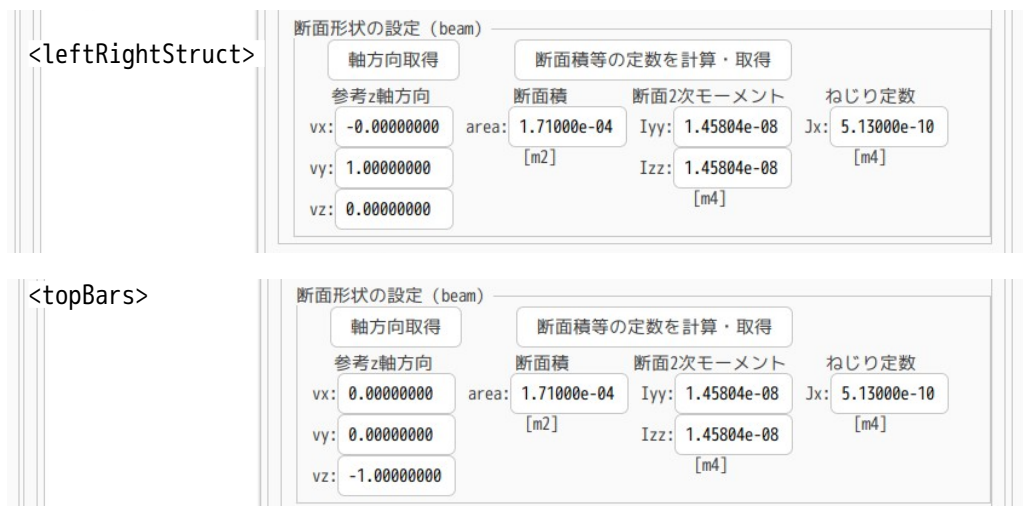 断面形状の設定 (beam)
<leftRightStruct>
軸方向取得 断面積等の定数を計算・取得
参考z軸方向 断面積 断面2次モーメント ねじり定数
vx: -0.00000000 area: 1.71000e-04 Iyy: 1.45804e-08 Jx: 5.13000e-10
[m2] [m4]
vy: 1.00000000 Izz: 1.45804e-08
[m4]
vz: 0.00000000
<topBars>
断面形状の設定 (beam)
軸方向取得 断面積等の定数を計算・取得
参考z軸方向 断面積 断面2次モーメント ねじり定数
vx: 0.00000000 area: 1.71000e-04 Iyy: 1.45804e-08 Jx: 5.13000e-10
[m2] [m4]
vy: 0.00000000 Izz: 1.45804e-08
[m4]
vz: -1.00000000